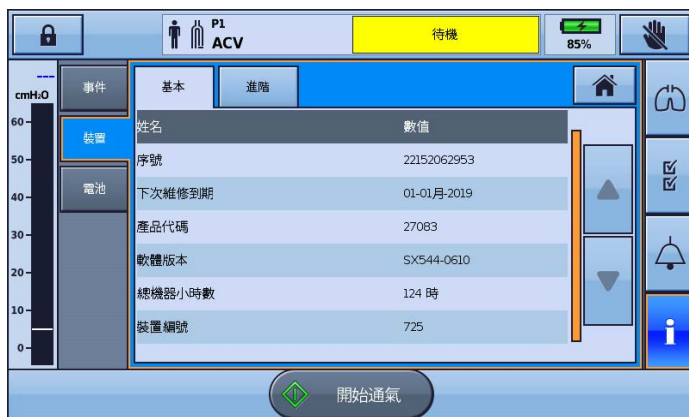 P1
ACV
待機
85%
---
cmH₂O
60
50
40
30
20
10
0
事件
裝置
電池
基本 進階
姓名 數值
序號 22152062953
下次維修到期 01-01月-2019
產品代碼 27083
軟體版本 SX544-0610
總機器小時數 124 時
裝置編號 725
i
開始通氣